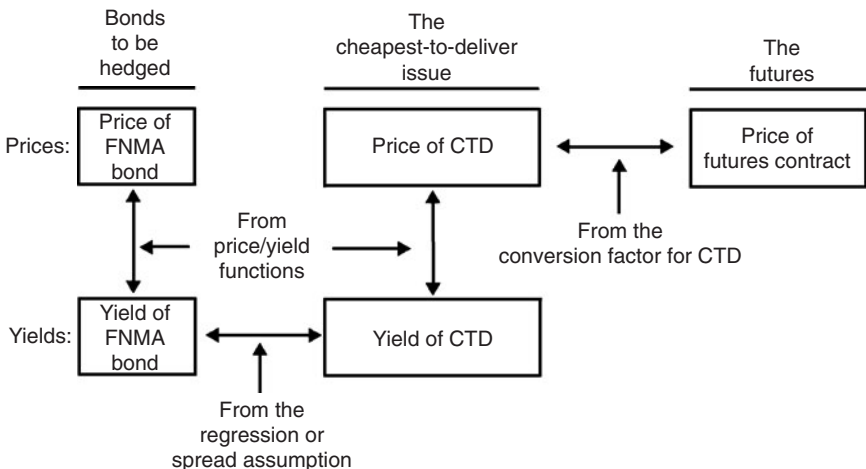 Bonds
to be
hedged
The
cheapest-to-deliver
issue
The
futures
Prices:
Price of
FNMA
bond
Price of CTD
Price of
futures contract
From
price/yield
functions
From the
conversion factor for CTD
Yields:
Yield of
FNMA
bond
Yield of CTD
From the
regression or
spread assumption